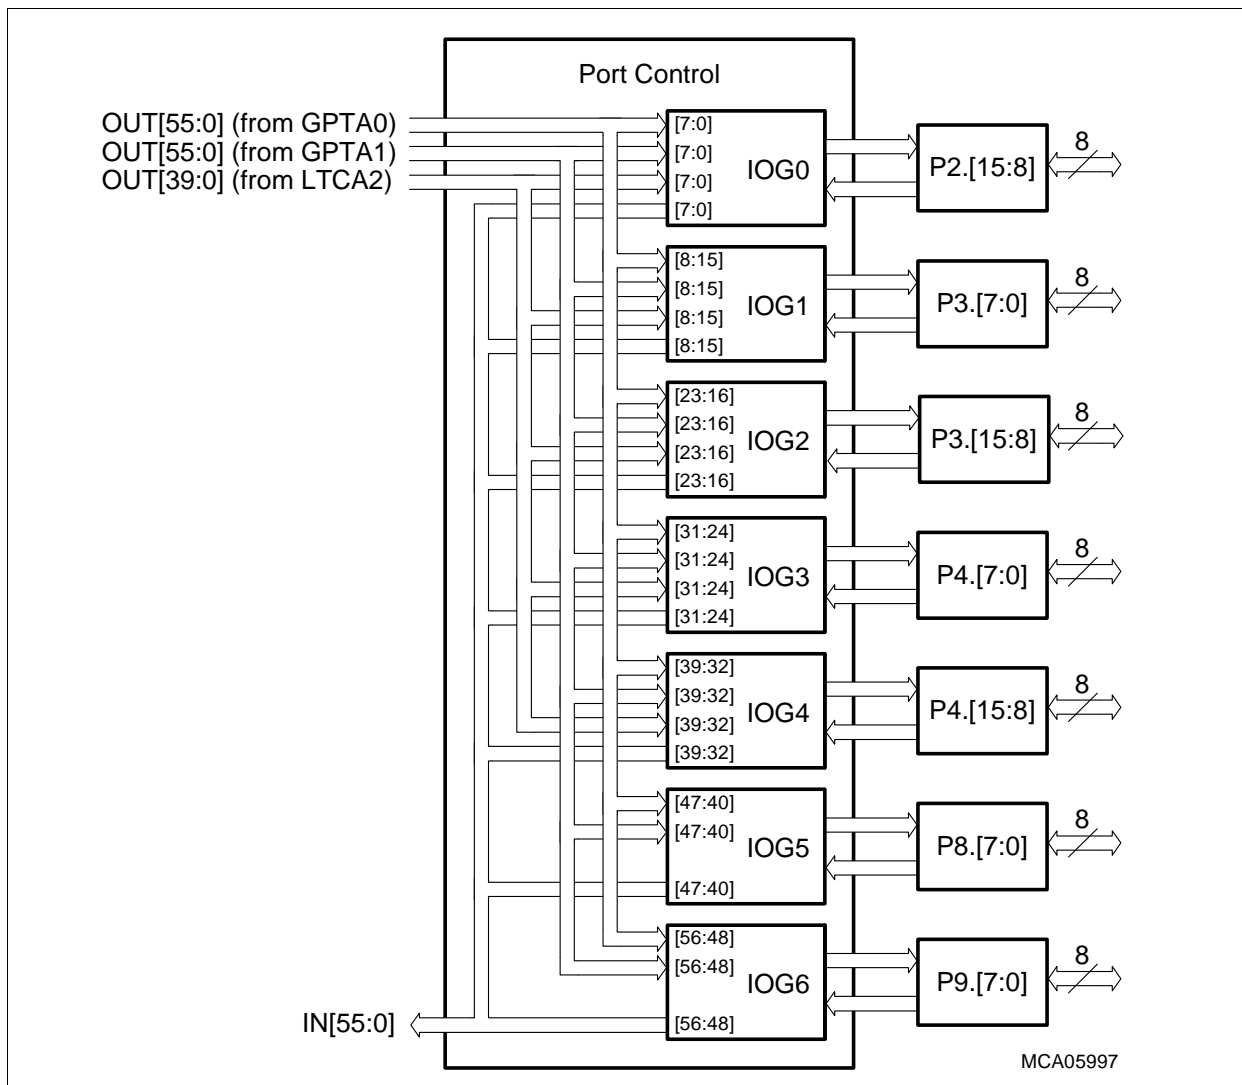 Port Control
OUT[55:0] (from GPTA0)
OUT[55:0] (from GPTA1)
OUT[39:0] (from LTCA2)
[7:0]
[7:0]
[7:0]
[7:0]
IOG0
P2.[15:8]
8
[8:15]
[8:15]
[8:15]
[8:15]
IOG1
P3.[7:0]
8
[23:16]
[23:16]
[23:16]
[23:16]
IOG2
P3.[15:8]
8
[31:24]
[31:24]
[31:24]
[31:24]
IOG3
P4.[7:0]
8
[39:32]
[39:32]
[39:32]
[39:32]
IOG4
P4.[15:8]
8
[47:40]
[47:40]
[47:40]
IOG5
P8.[7:0]
8
[56:48]
[56:48]
[56:48]
IOG6
P9.[7:0]
8
IN[55:0]
MCA05997